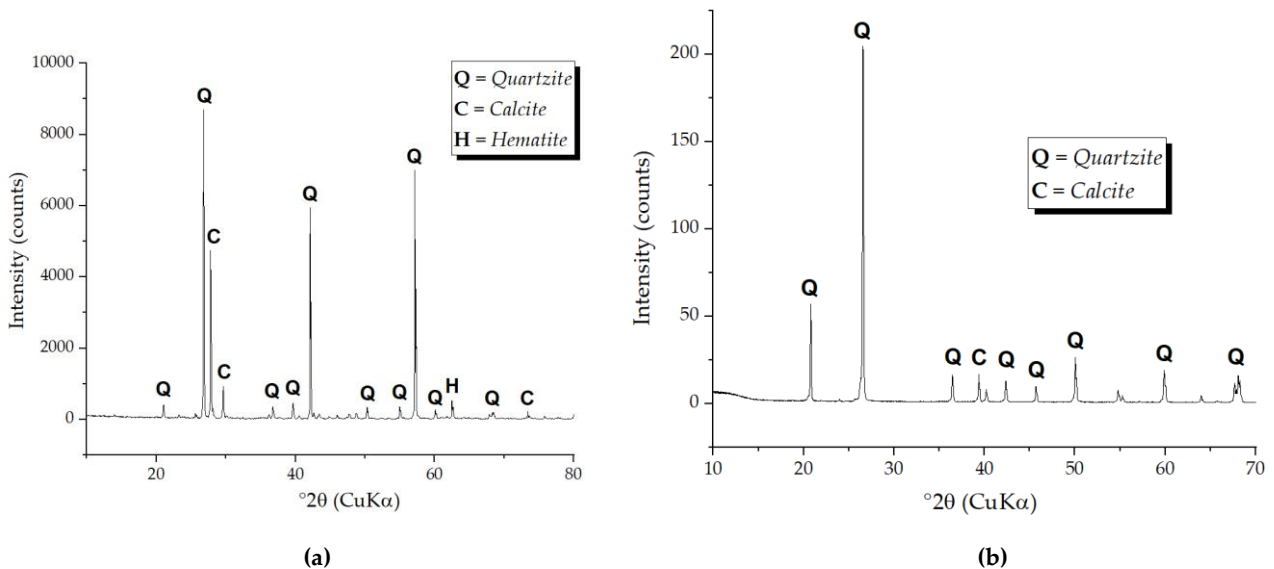 10000
8000
6000
4000
2000
0
Intensity (counts)
20
40
60
80
°2θ (CuKα)
Q = Quartzite
C = Calcite
H = Hematite
Q
Q
C
C
Q
Q
Q
Q
Q
Q
Q
H
Q
C
(a)
200
150
100
50
0
Intensity (counts)
10
20
30
40
50
60
70
°2θ (CuKα)
Q = Quartzite
C = Calcite
Q
Q
Q
C
Q
Q
Q
Q
Q
(b)